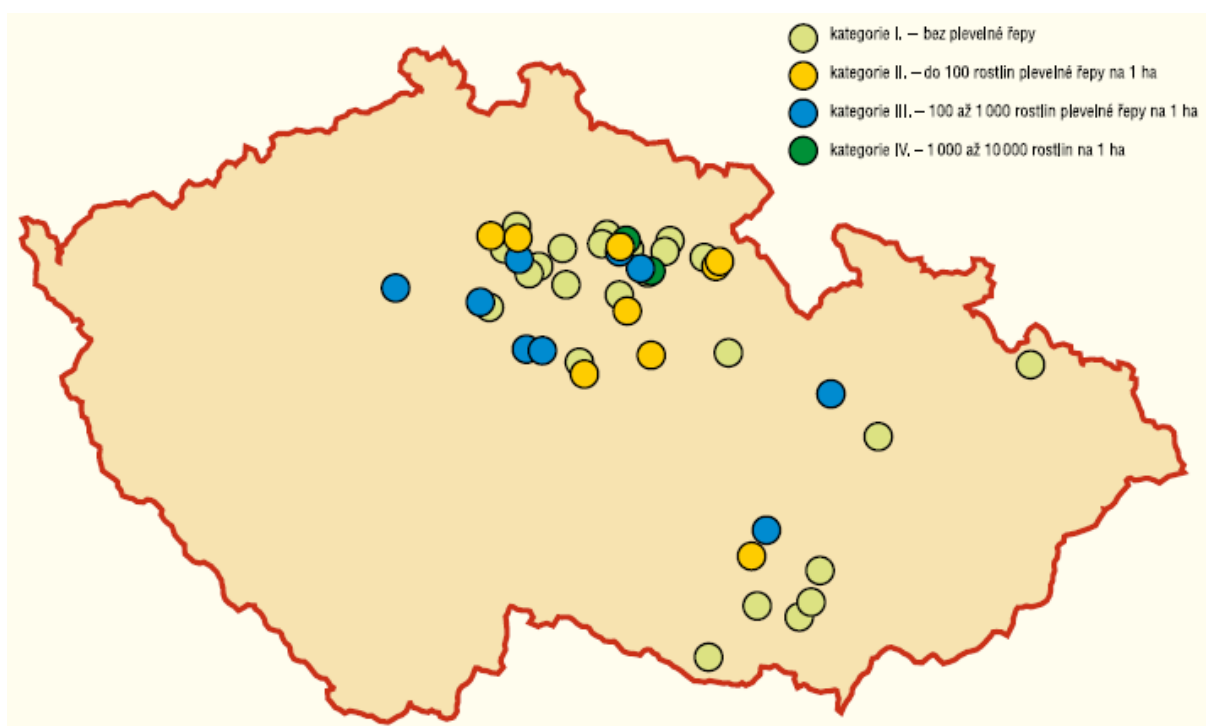 kategorie I. – bez plevelné řepy
kategorie II. – do 100 rostlin plevelné řepy na 1 ha
kategorie III. – 100 až 1 000 rostlin plevelné řepy na 1 ha
kategorie IV. – 1 000 až 10 000 rostlin na 1 ha